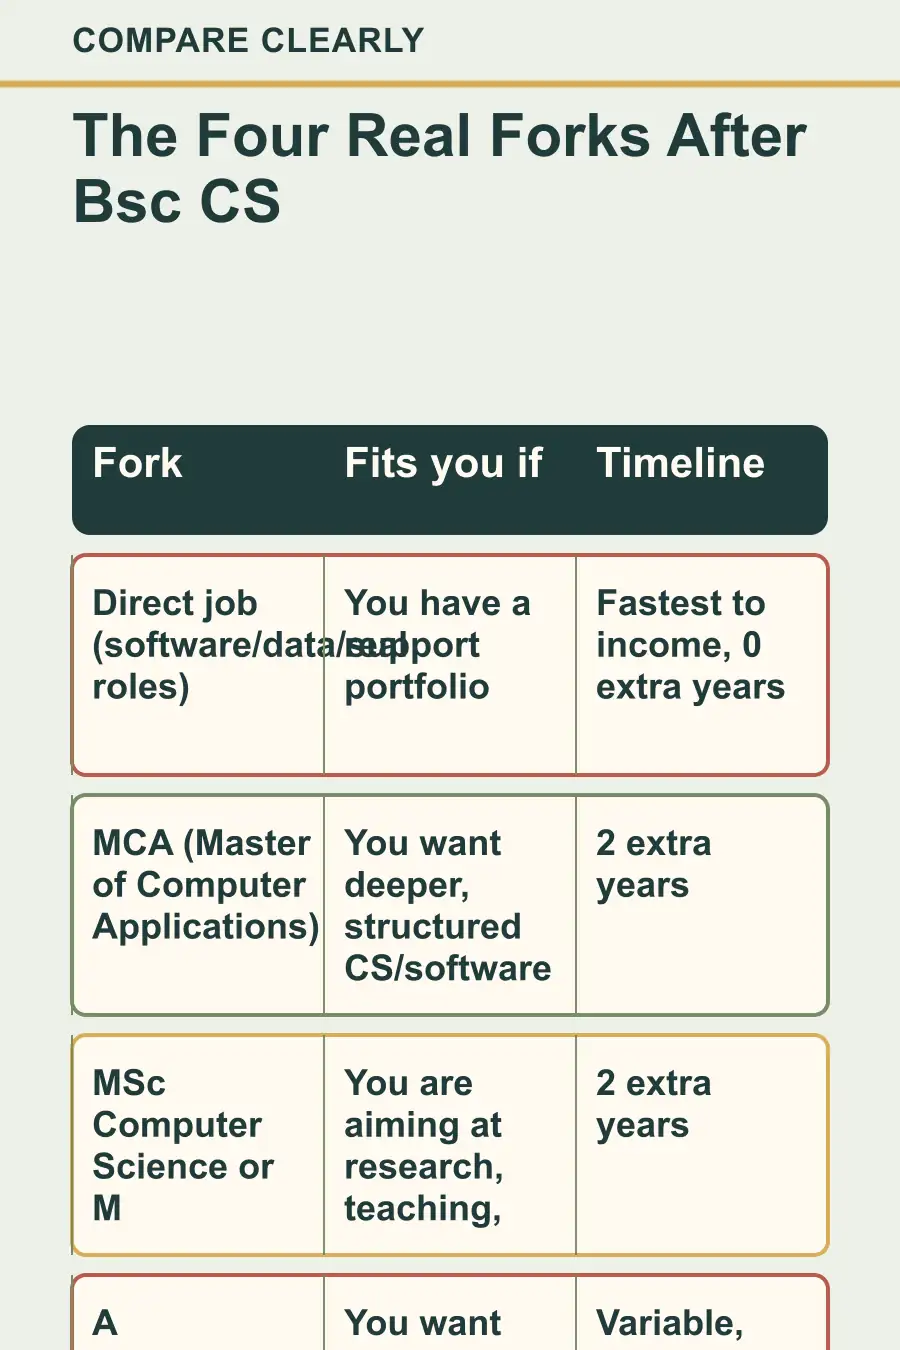 COMPARE CLEARLY
The Four Real Forks After
Bsc CS
Fork
Fits you if
Timeline
Direct job
(software/data/support
roles)
You have a
real
portfolio
Fastest to
income, 0
extra years
MCA (Master
of Computer
Applications)
You want
deeper,
structured
CS/software
2 extra
years
MSc
Computer
Science or
M
You are
aiming at
research,
teaching,
2 extra
years
A
You want
Variable,